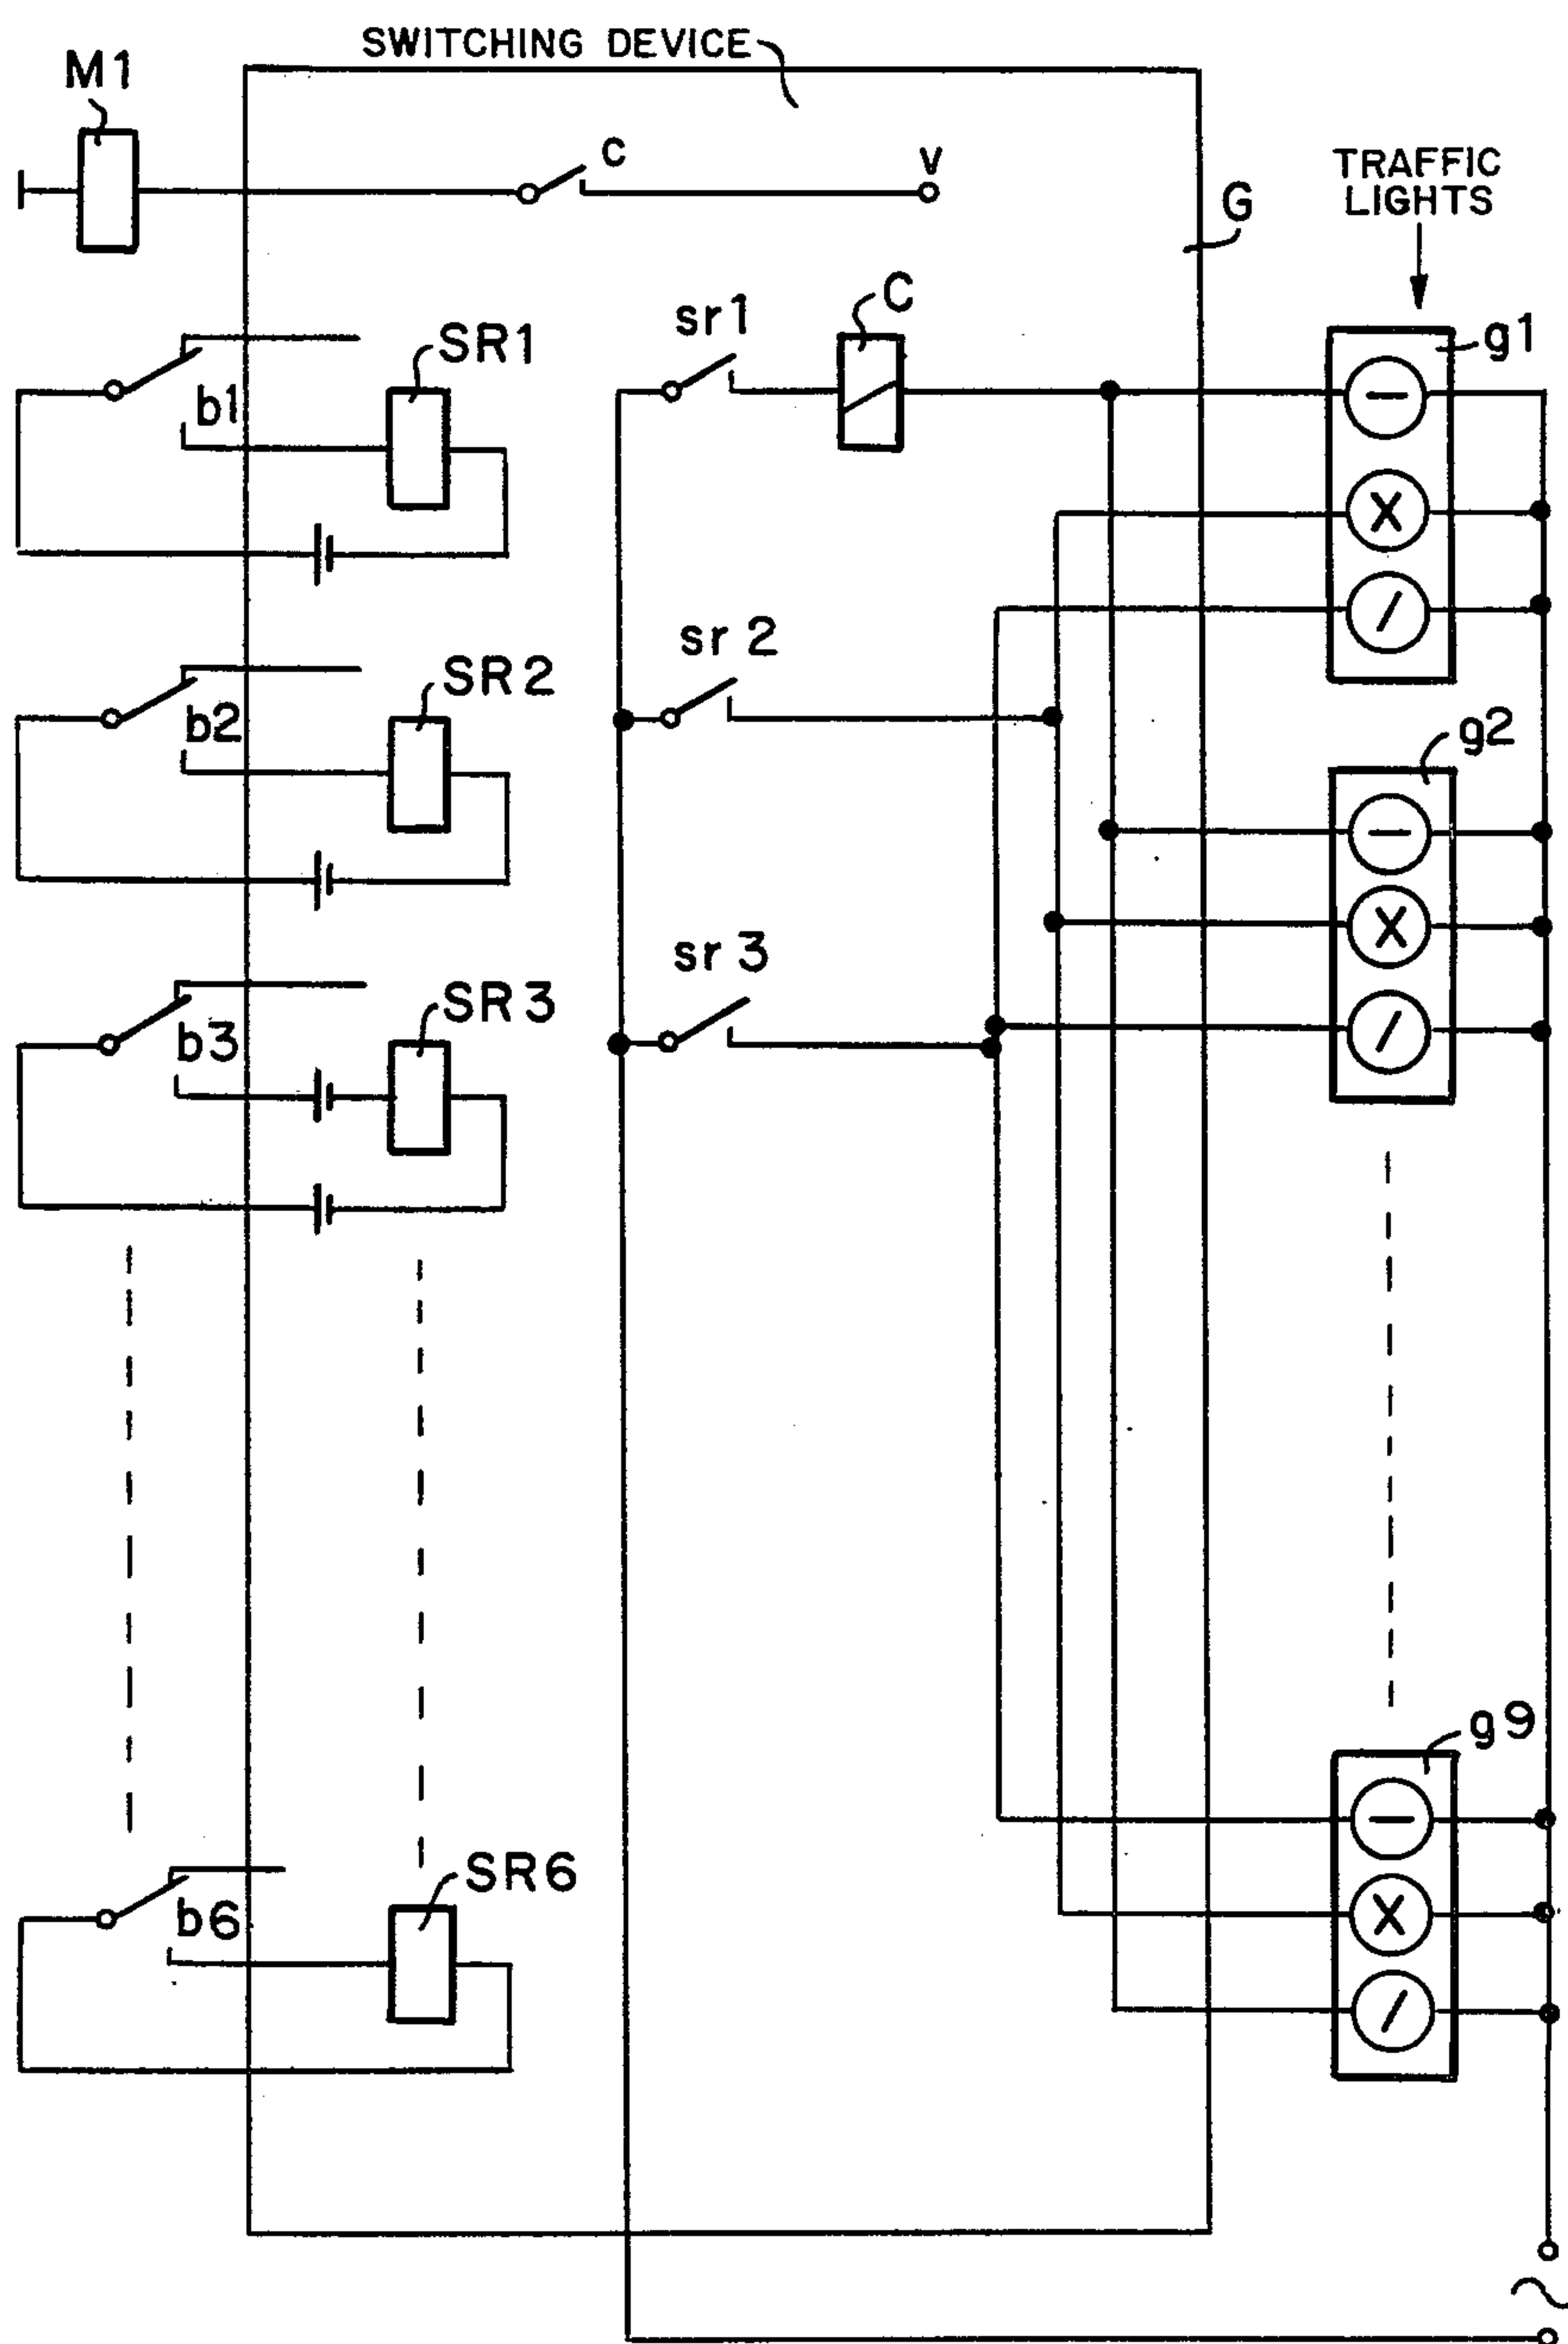 SWITCHING DEVICE
M1
c
v
TRAFFIC
LIGHTS
G
sr1
C
g1
SR1
b1
sr 2
SR2
b2
g2
sr 3
SR3
b3
g9
SR6
b6